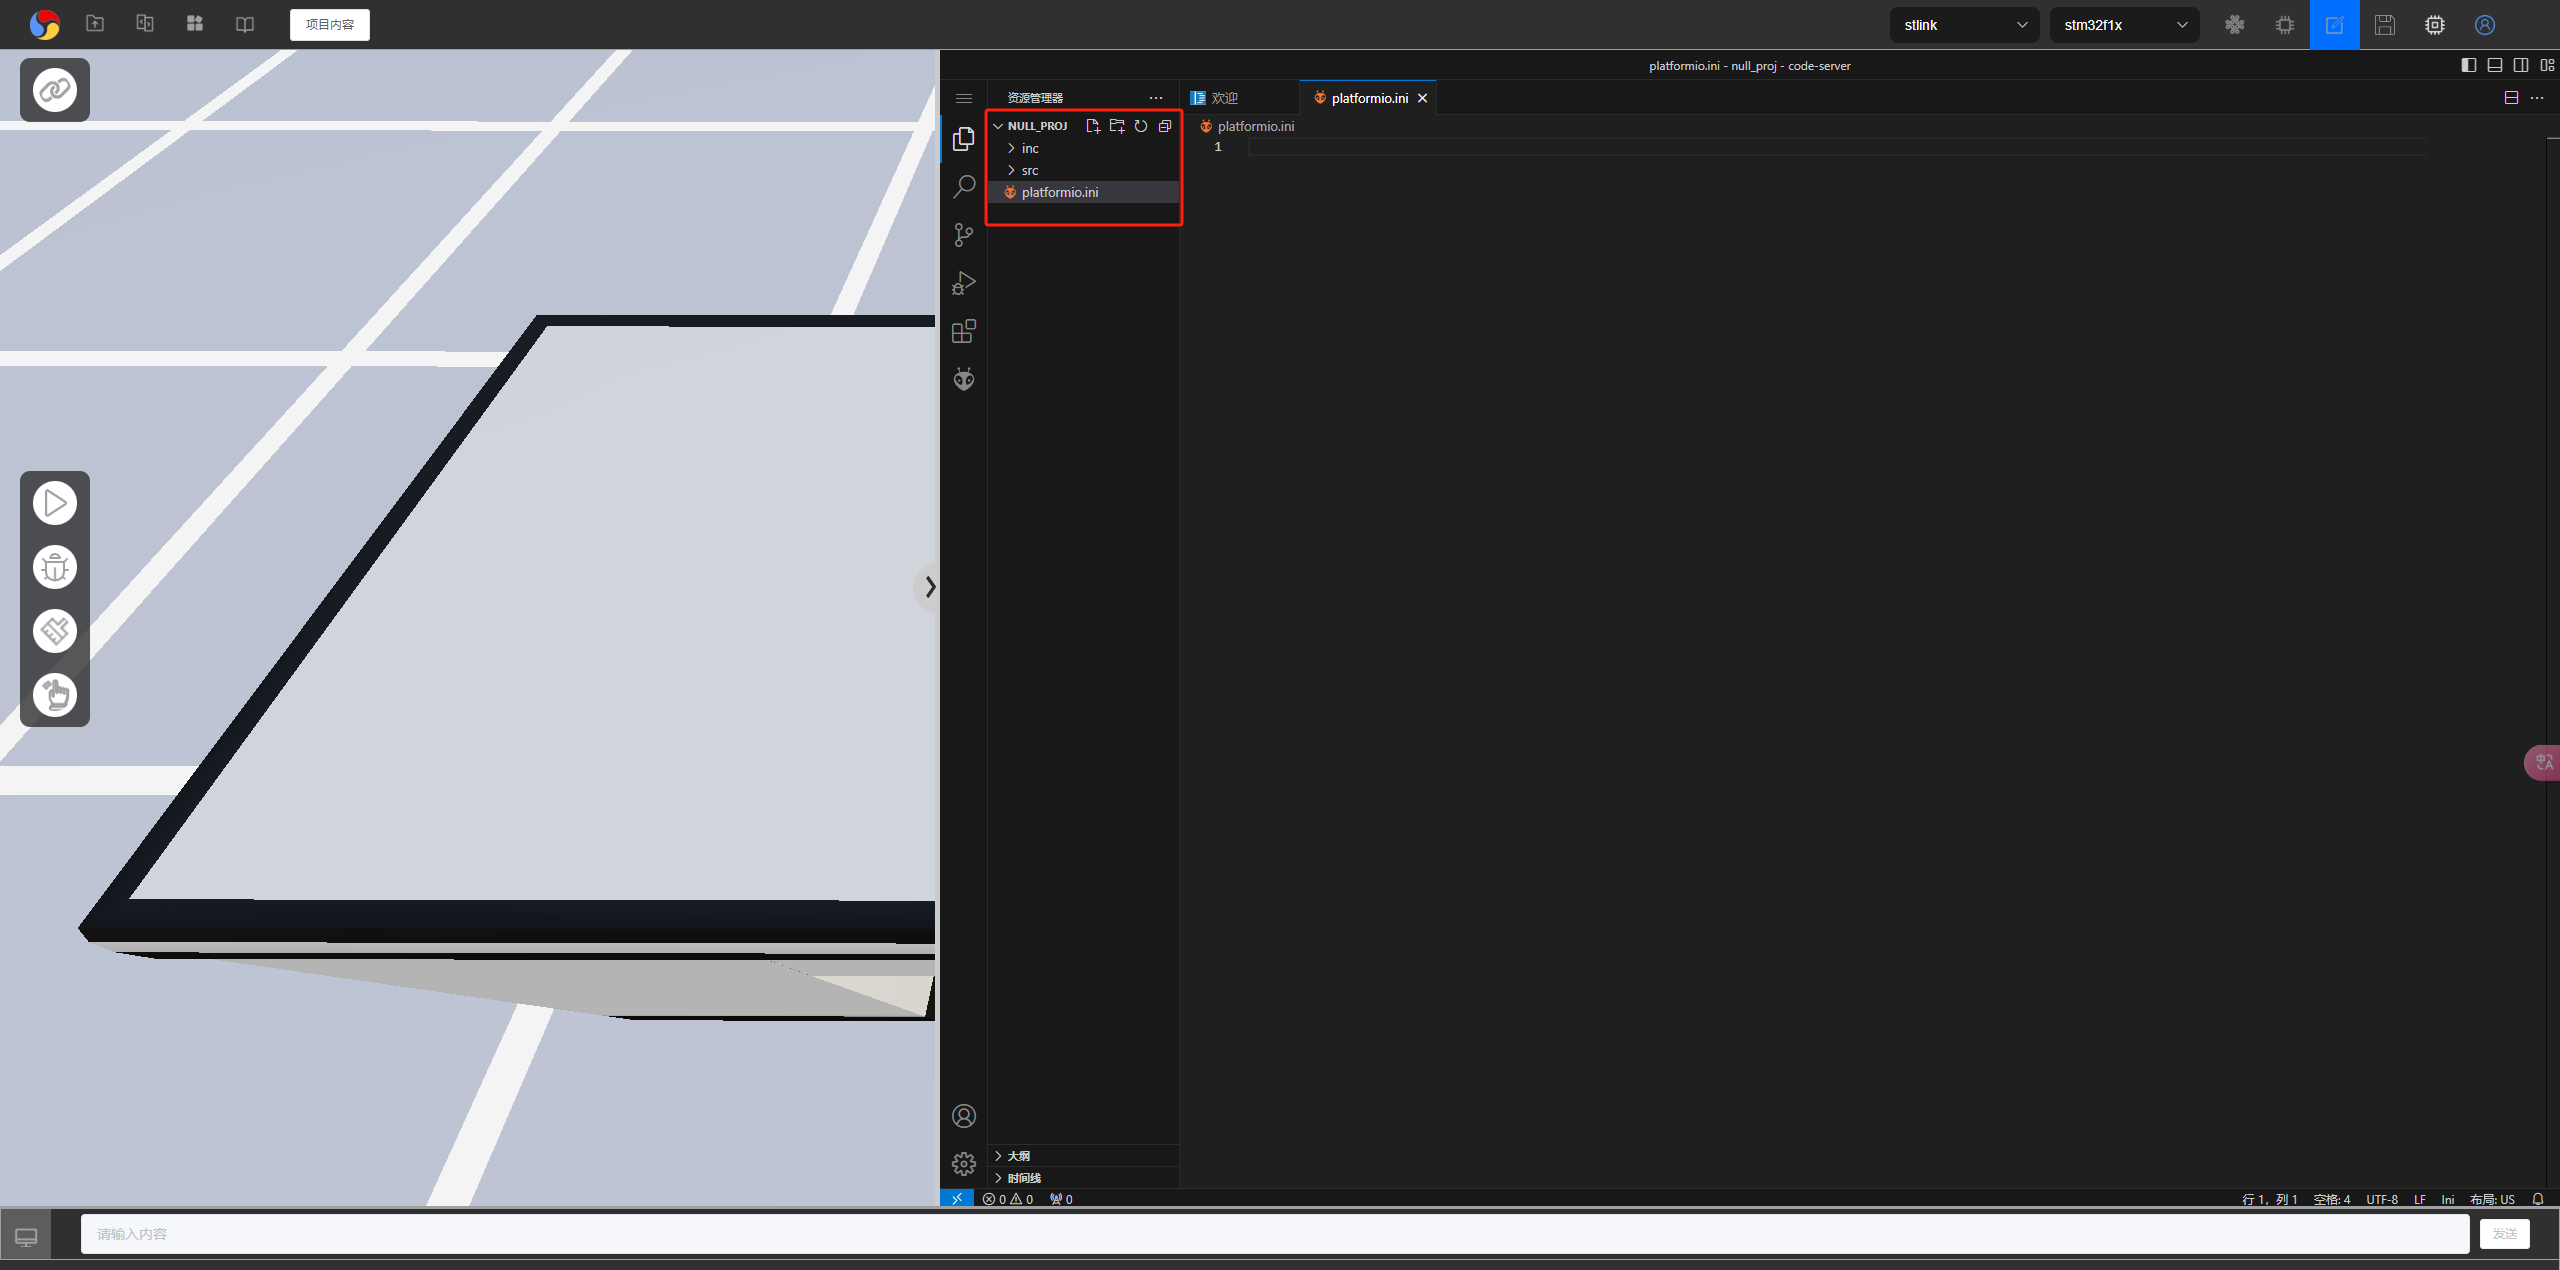 项目内容
stlink
stm32f1x
platformio.ini - null_proj - code-server
资源管理器
欢迎
platformio.ini
NULL_PROJ
platformio.ini
inc
1
src
platformio.ini
大纲
时间线
0 0 0
行 1，列 1 空格: 4 UTF-8 LF Ini 布局: US
请输入内容
发送